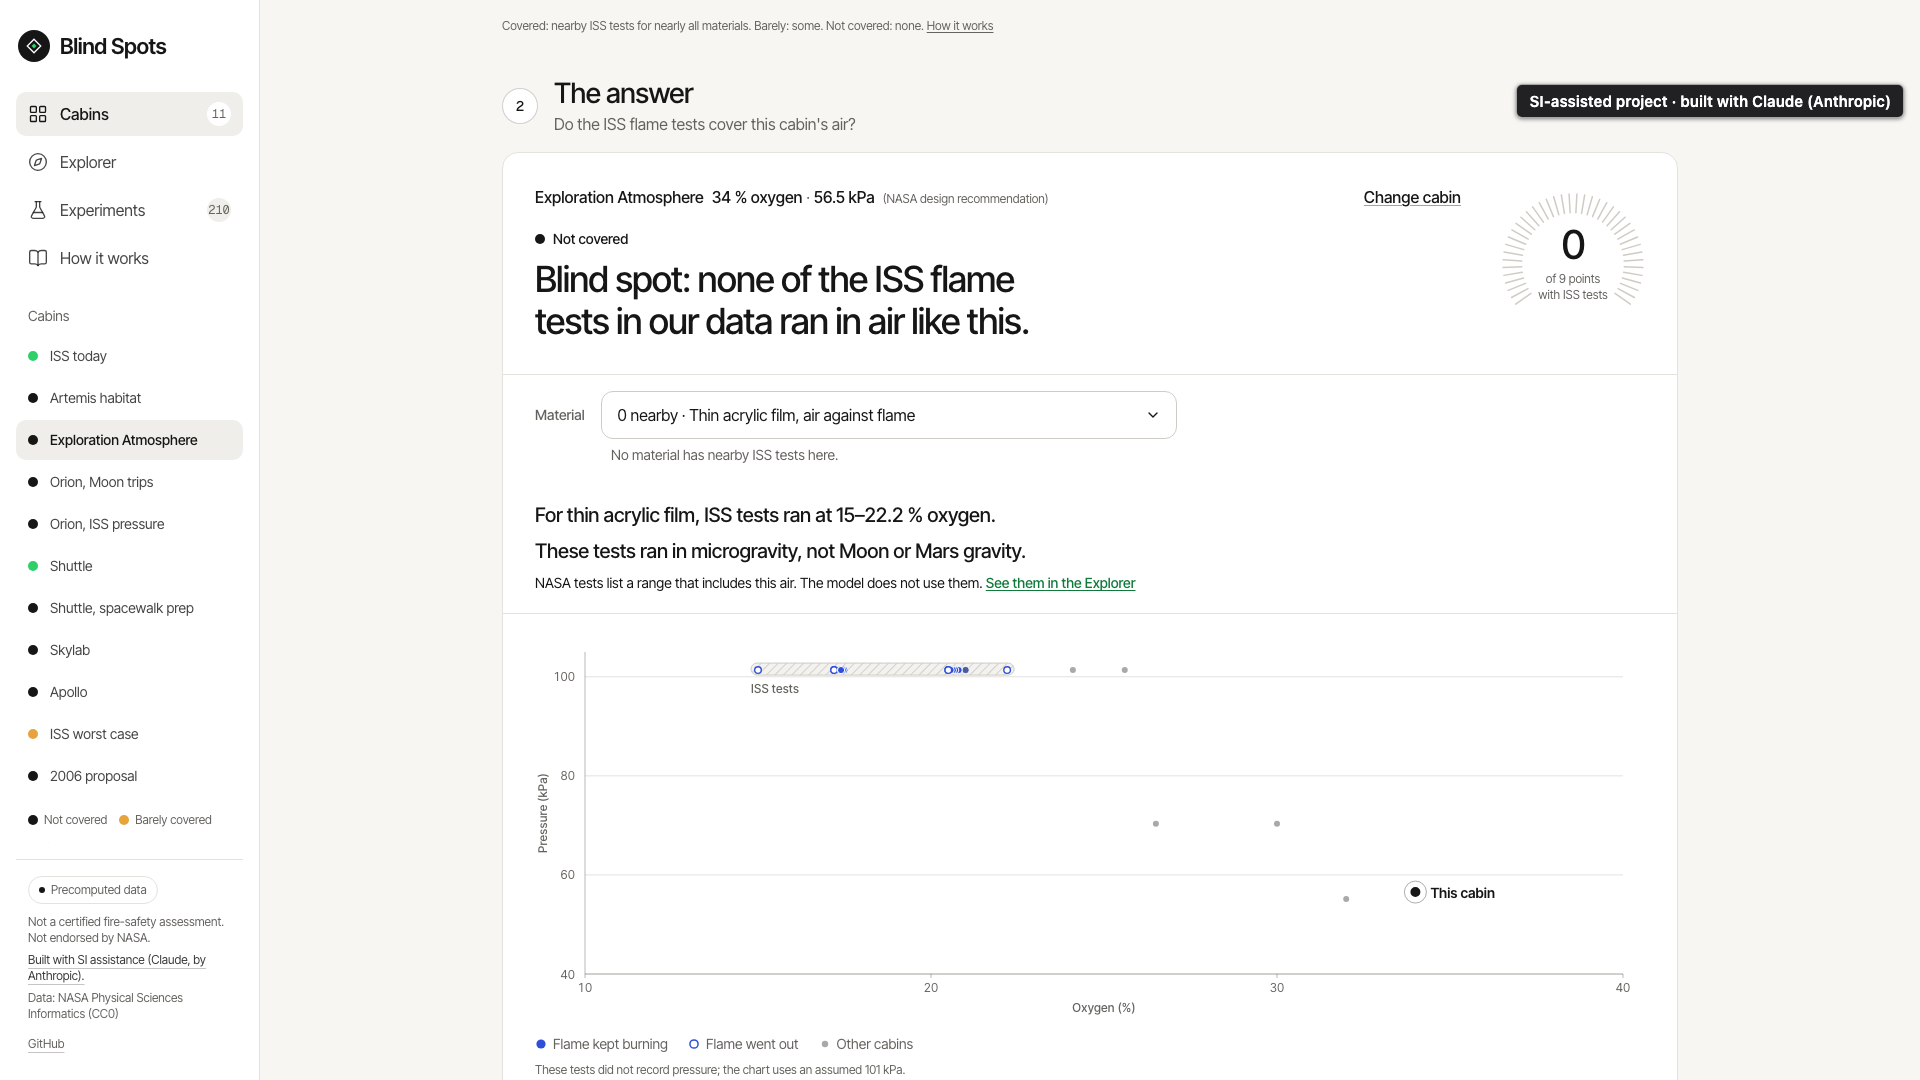 Blind Spots
Cabins 11
Explorer
Experiments 210
How it works
Cabins
ISS today
Artemis habitat
Exploration Atmosphere
Orion, Moon trips
Orion, ISS pressure
Shuttle
Shuttle, spacewalk prep
Skylab
Apollo
ISS worst case
2006 proposal
Not covered Barely covered
Precomputed data
Not a certified fire-safety assessment.
Not endorsed by NASA.
Built with SI assistance (Claude, by
Anthropic).
Data: NASA Physical Sciences
Informatics (CC0)
GitHub
Covered: nearby ISS tests for nearly all materials. Barely: some. Not covered: none. How it works
2
The answer
Do the ISS flame tests cover this cabin's air?
SI-assisted project · built with Claude (Anthropic)
Exploration Atmosphere 34 % oxygen · 56.5 kPa (NASA design recommendation)
Change cabin
Not covered
Blind spot: none of the ISS flame
tests in our data ran in air like this.
0
of 9 points
with ISS tests
Material
0 nearby · Thin acrylic film, air against flame
No material has nearby ISS tests here.
For thin acrylic film, ISS tests ran at 15–22.2 % oxygen.
These tests ran in microgravity, not Moon or Mars gravity.
NASA tests list a range that includes this air. The model does not use them. See them in the Explorer
100
ISS tests
80
Pressure (kPa)
60
This cabin
40
10 20 30 40
Oxygen (%)
Flame kept burning Flame went out Other cabins
These tests did not record pressure; the chart uses an assumed 101 kPa.